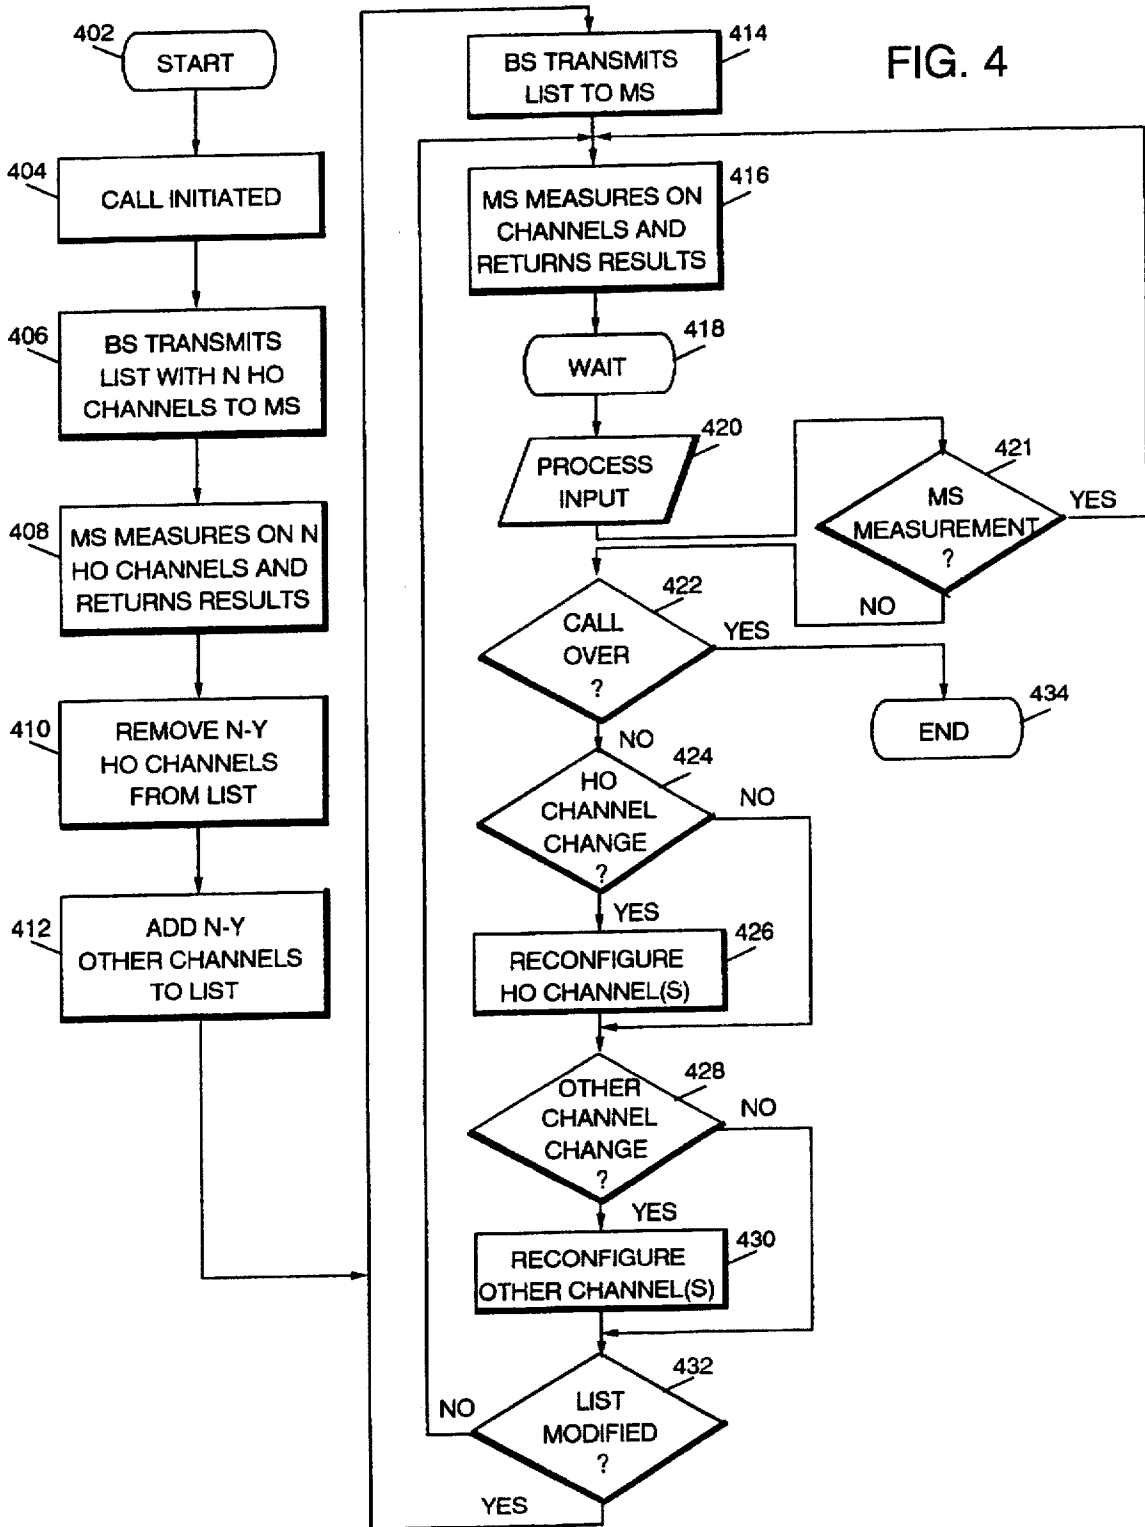 FIG. 4
402
START
404
CALL INITIATED
406
BS TRANSMITS
LIST WITH N HO
CHANNELS TO MS
408
MS MEASURES ON N
HO CHANNELS AND
RETURNS RESULTS
410
REMOVE N-Y
HO CHANNELS
FROM LIST
412
ADD N-Y
OTHER CHANNELS
TO LIST
414
BS TRANSMITS
LIST TO MS
416
MS MEASURES ON
CHANNELS AND
RETURNS RESULTS
418
WAIT
420
PROCESS
INPUT
421
MS
MEASUREMENT
?
YES
NO
422
CALL
OVER
?
YES
434
END
NO
424
HO
CHANNEL
CHANGE
?
NO
YES
426
RECONFIGURE
HO CHANNEL(S)
428
OTHER
CHANNEL
CHANGE
?
NO
YES
430
RECONFIGURE
OTHER CHANNEL(S)
432
LIST
MODIFIED
?
NO
YES